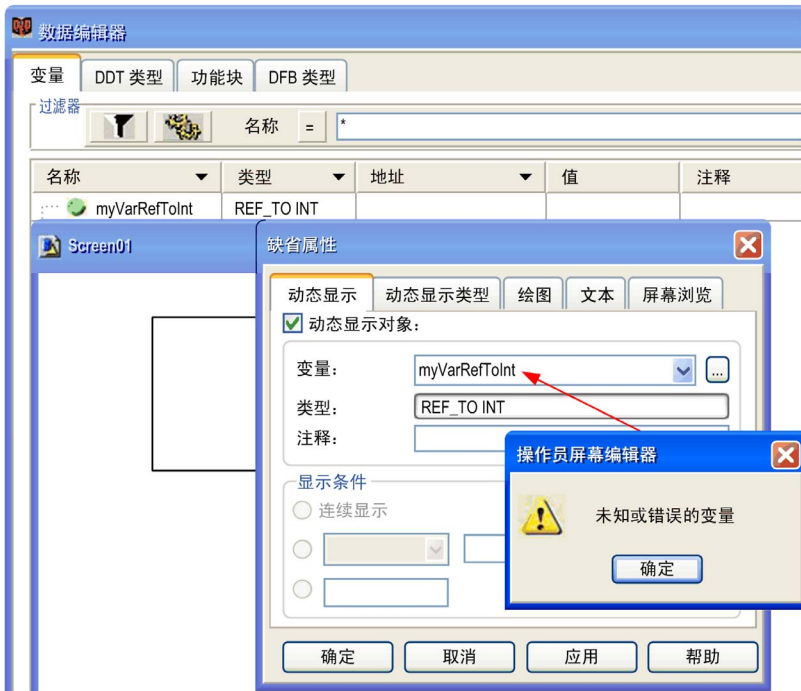 数据编辑器
变量 DDT 类型 功能块 DFB 类型
过滤器
名称 = *
名称 类型 地址 值 注释
myVarRefToInt REF_TO INT
Screen01
缺省属性
动态显示 动态显示类型 绘图 文本 屏幕浏览
动态显示对象：
变量： myVarRefToInt ...
类型： REF_TO INT
注释：
操作员屏幕编辑器
未知或错误的变量
确定
显示条件
连续显示
确定 取消 应用 帮助